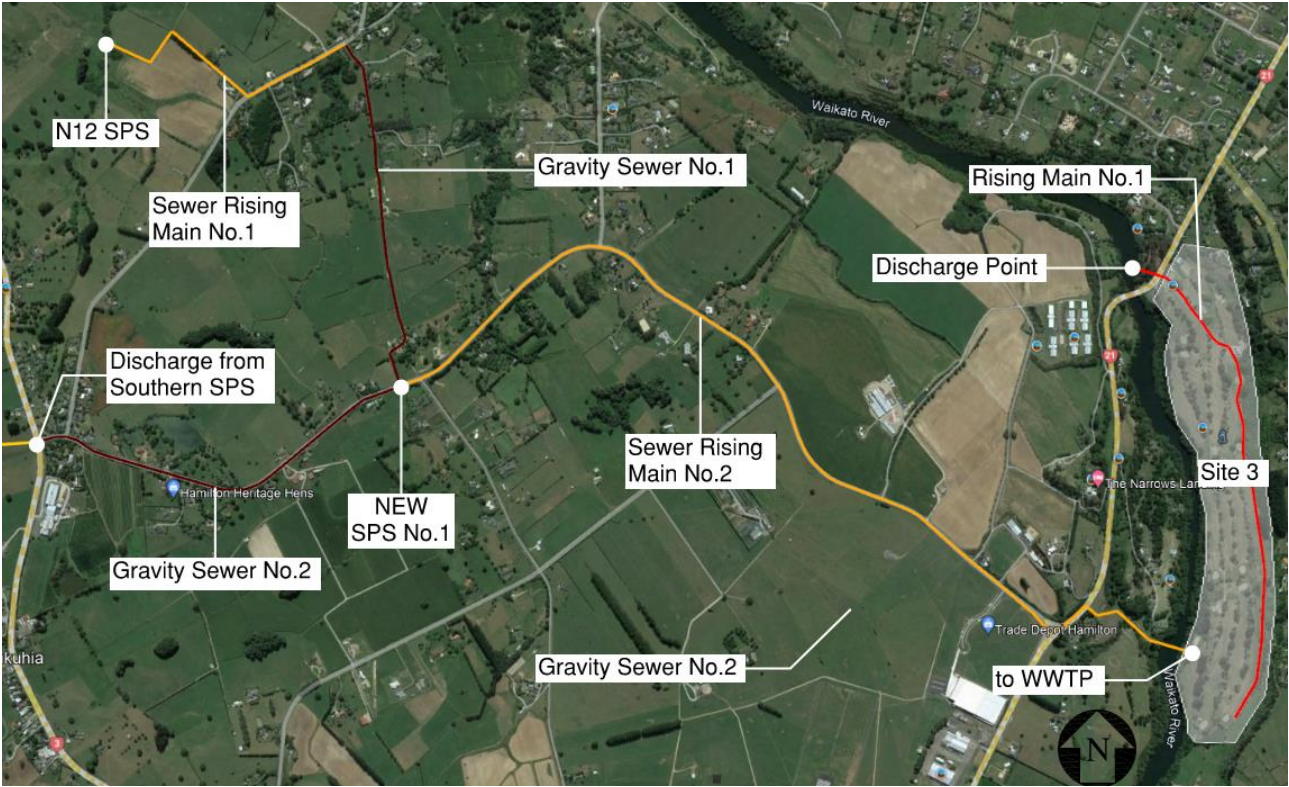 21
Waikato River
N12 SPS
Gravity Sewer No.1
Rising Main No.1
Sewer Rising
Main No.1
Discharge Point
21
Discharge from
Southern SPS
Sewer Rising
Main No.2
Site 3
The Narrows Landing
Hamilton Heritage Hens
NEW
SPS No.1
Gravity Sewer No.2
Trade Depot Hamilton
kuhia
Gravity Sewer No.2
to WWTP
Waikato River
N
3